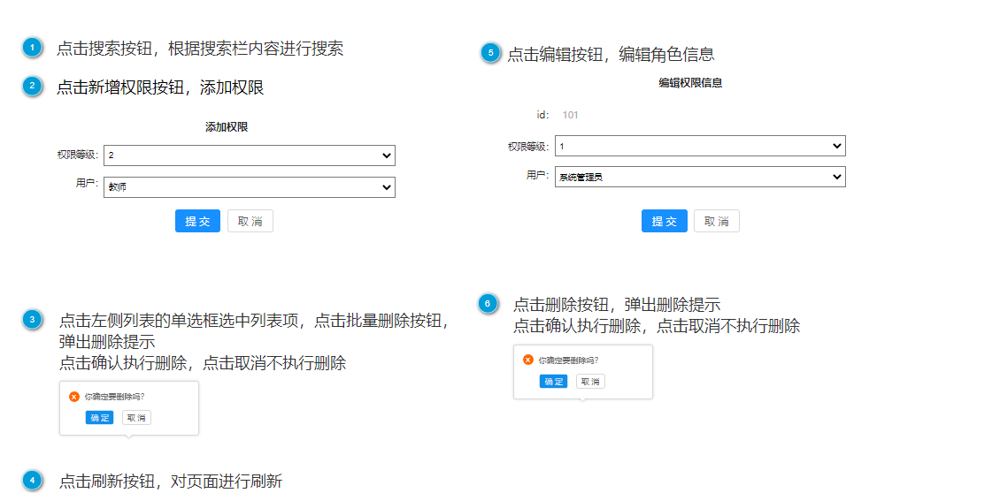 1 点击搜索按钮，根据搜索栏内容进行搜索
2 点击新增权限按钮，添加权限
添加权限
权限等级： 2
用户： 教师
提 交 取 消
3 点击左侧列表的单选框选中列表项，点击批量删除按钮，
弹出删除提示
点击确认执行删除，点击取消不执行删除
你确定要删除吗？
确 定 取 消
4 点击刷新按钮，对页面进行刷新
5 点击编辑按钮，编辑角色信息
编辑权限信息
id： 101
权限等级： 1
用户： 系统管理员
提 交 取 消
6 点击删除按钮，弹出删除提示
点击确认执行删除，点击取消不执行删除
你确定要删除吗？
确 定 取 消